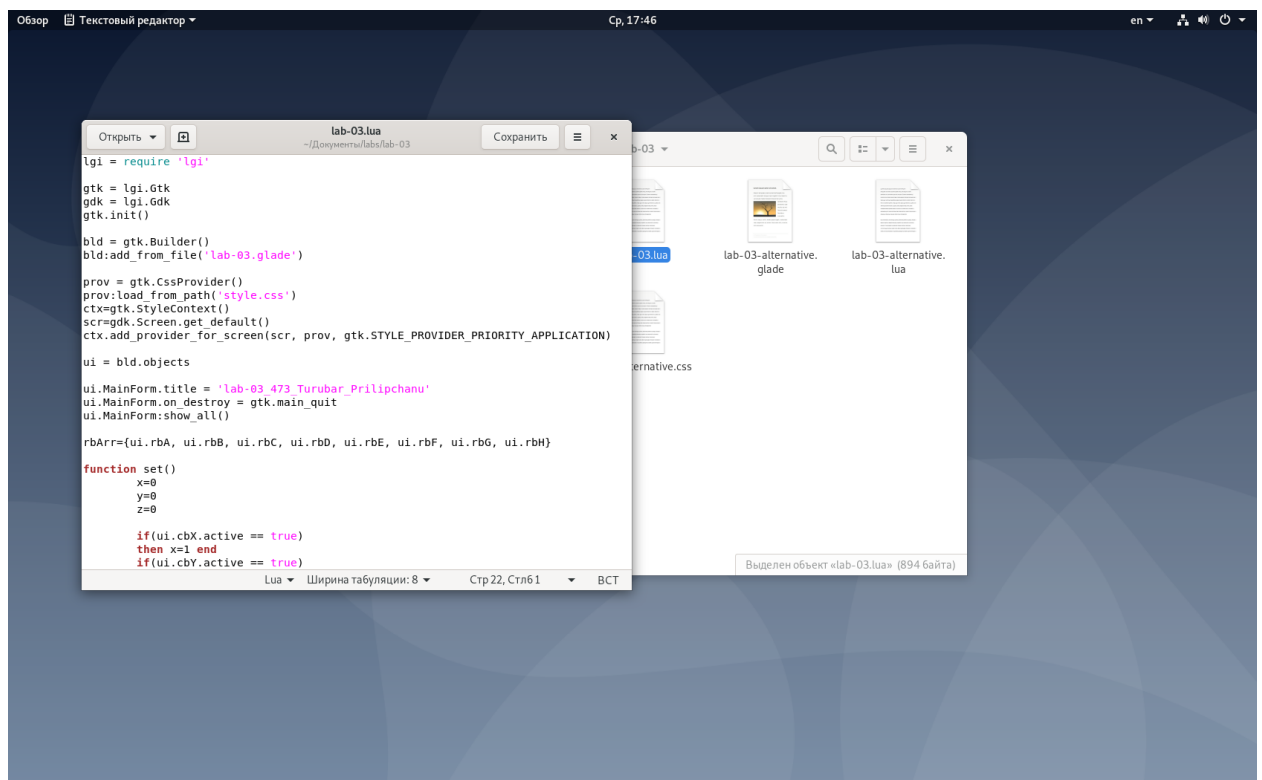 Обзор Текстовый редактор Ср, 17:46 en
Открыть lab-03.lua Сохранить
~/Документы/labs/lab-03
lgi = require 'lgi'
gtk = lgi.Gtk
gdk = lgi.Gdk
gtk.init()
bld = gtk.Builder()
bld:add_from_file('lab-03.glade')
prov = gtk.CssProvider()
prov:load_from_path('style.css')
ctx=gtk.StyleContext()
scr=gdk.Screen.get_default()
ctx.add_provider_for_screen(scr, prov, gtk.STYLE_PROVIDER_PRIORITY_APPLICATION)
ui = bld.objects
ui.MainForm.title = 'lab-03_473_Turubar_Prilipchanu'
ui.MainForm.on_destroy = gtk.main_quit
ui.MainForm:show_all()
rbArr={ui.rbA, ui.rbB, ui.rbC, ui.rbD, ui.rbE, ui.rbF, ui.rbG, ui.rbH}
function set()
x=0
y=0
z=0
if(ui.cbX.active == true)
then x=1 end
if(ui.cbY.active == true)
Lua Ширина табуляции: 8 Стр 22, Стлб 1 ВСТ
b-03
-03.lua
lab-03-alternative.
glade
lab-03-alternative.
lua
ernative.css
Выделен объект «lab-03.lua» (894 байта)